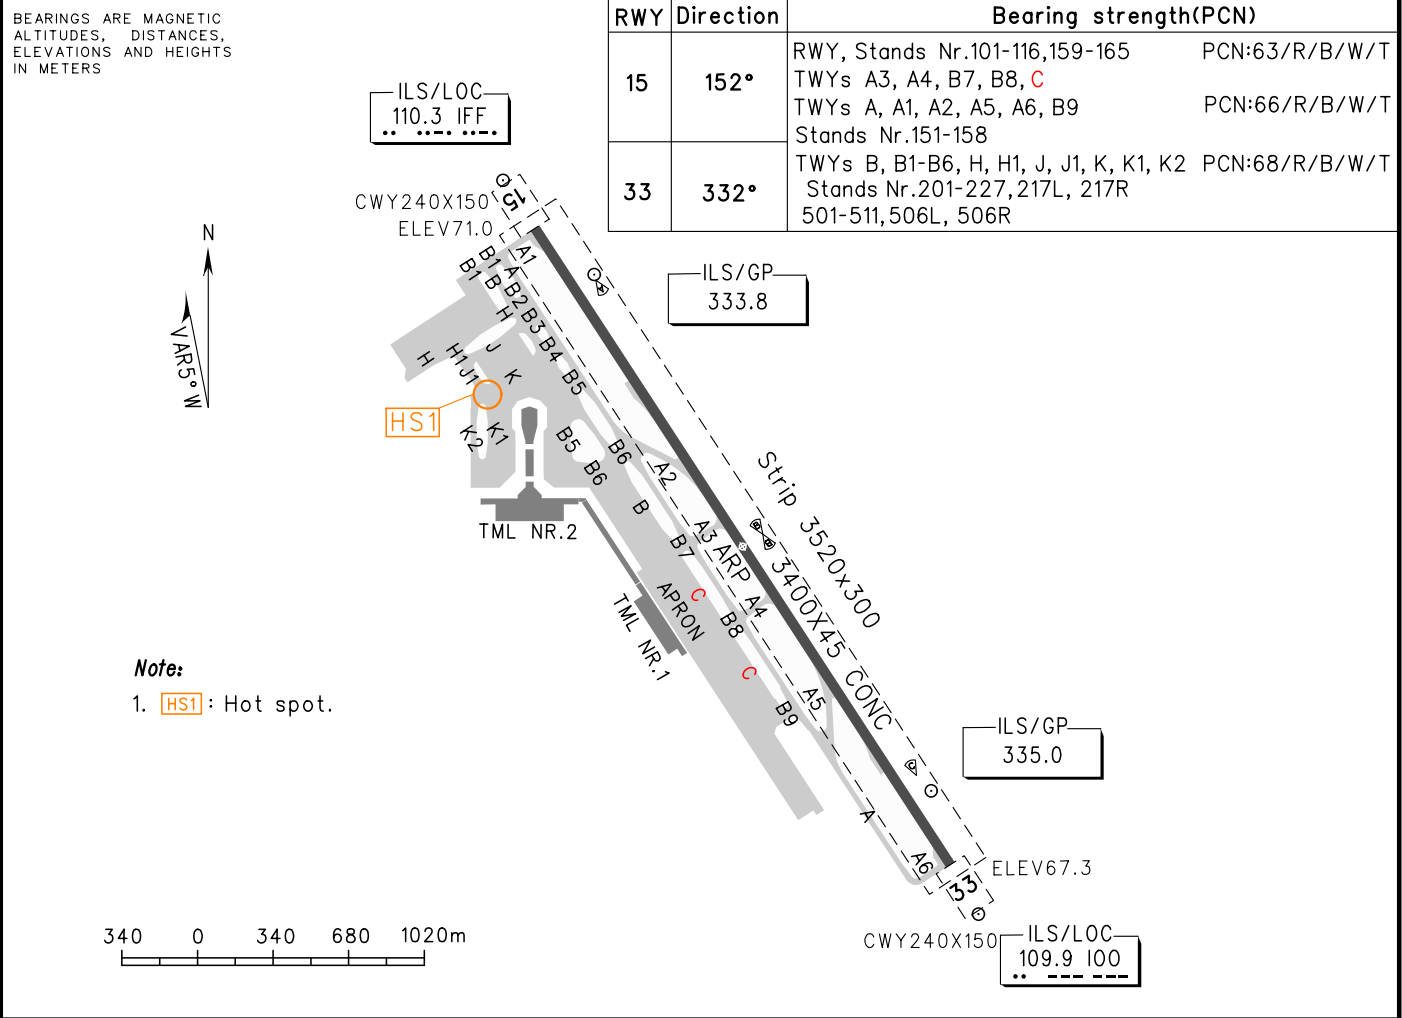 BEARINGS ARE MAGNETIC
ALTITUDES, DISTANCES,
ELEVATIONS AND HEIGHTS
IN METERS
RWY Direction Bearing strength(PCN)
15 152°
RWY, Stands Nr.101-116,159-165 PCN:63/R/B/W/T
TWYs A3, A4, B7, B8, C
TWYs A, A1, A2, A5, A6, B9 PCN:66/R/B/W/T
Stands Nr.151-158
33 332°
TWYs B, B1-B6, H, H1, J, J1, K, K1, K2 PCN:68/R/B/W/T
Stands Nr.201-227,217L, 217R
501-511,506L, 506R
ILS/LOC
110.3 IFF
CWY240X150
ELEV71.0
15
N
VAR5°W
ILS/GP
333.8
A1
B1
B1
A
B
B2
H
B3
B4
J
H1
H
J1
K
B5
HS1
K1
K2
B5
B6
B6
A2
B
TML NR.2
A3
B7
ARP
Strip 3520x300
3400X45 CONC
C
APRON
A4
B8
TML NR.1
C
A5
B9
A
A6
Note:
1. HS1 : Hot spot.
ILS/GP
335.0
ELEV67.3
33
CWY240X150
ILS/LOC
109.9 IOO
340 0 340 680 1020m